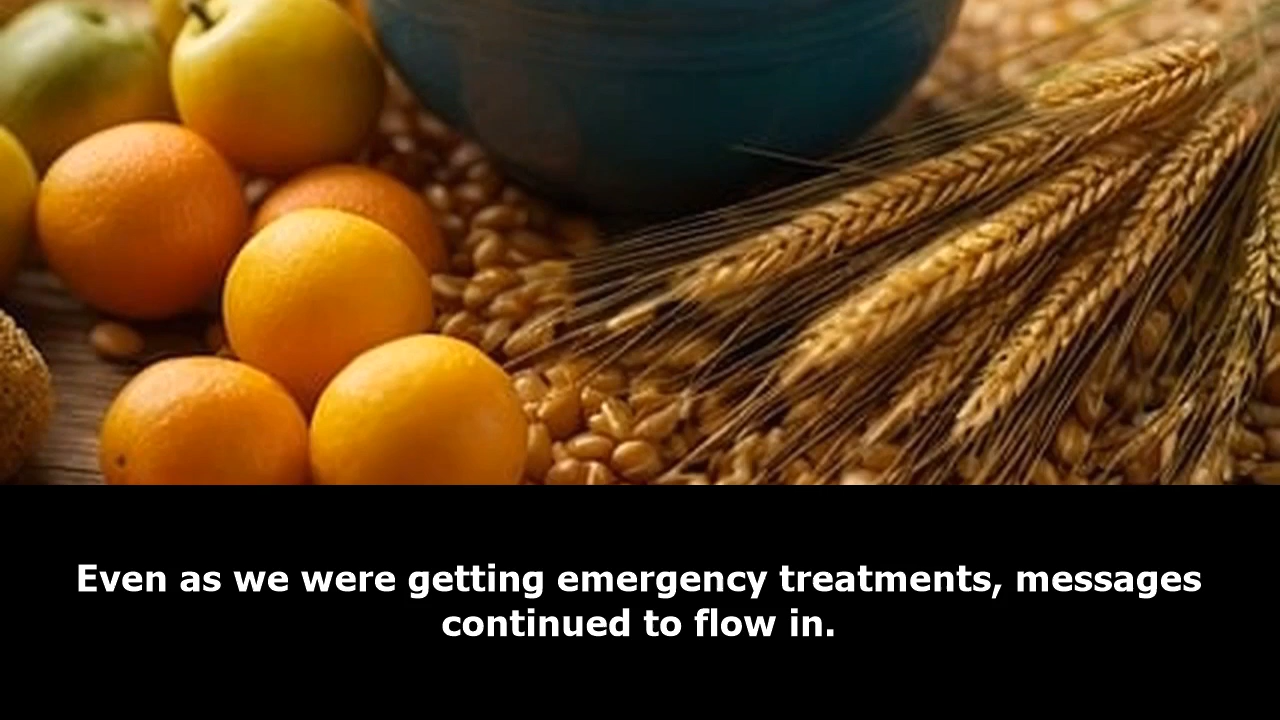 Even as we were getting emergency treatments, messages
continued to flow in.